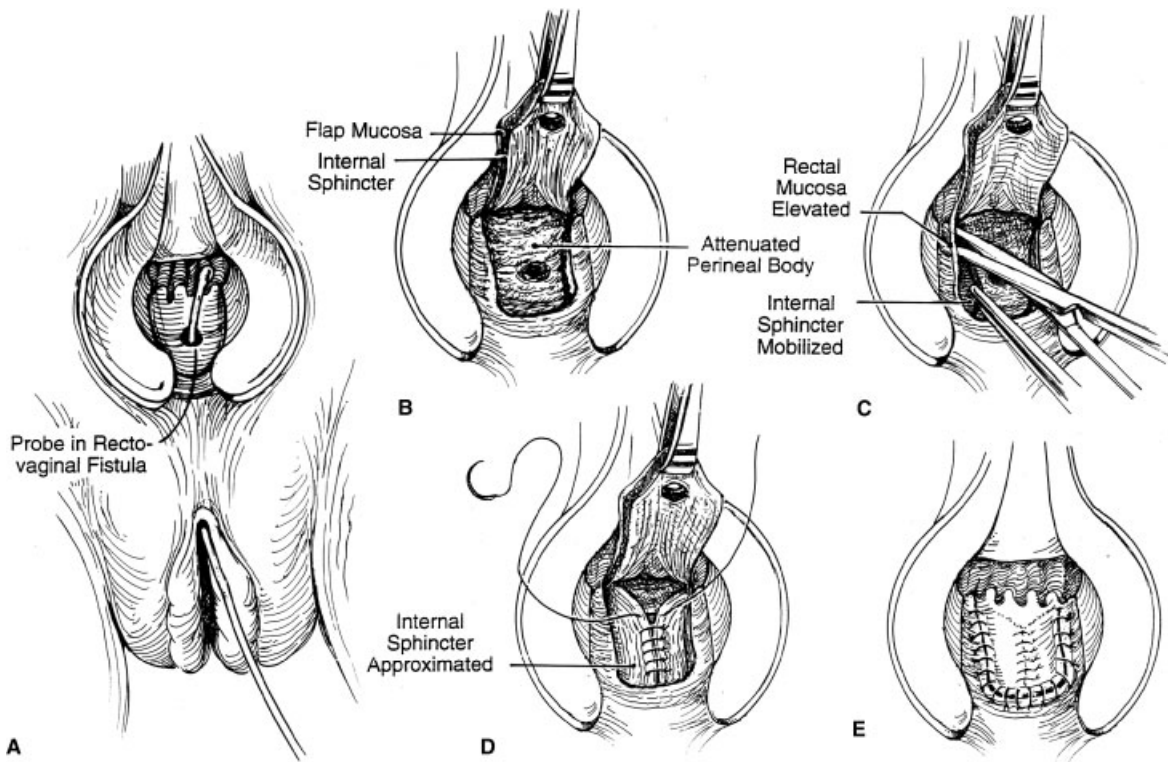 Probe in Recto-
vaginal Fistula
A
Flap Mucosa
Internal
Sphincter
Attenuated
Perineal Body
B
Rectal
Mucosa
Elevated
Internal
Sphincter
Mobilized
C
Internal
Sphincter
Approximated
D
E